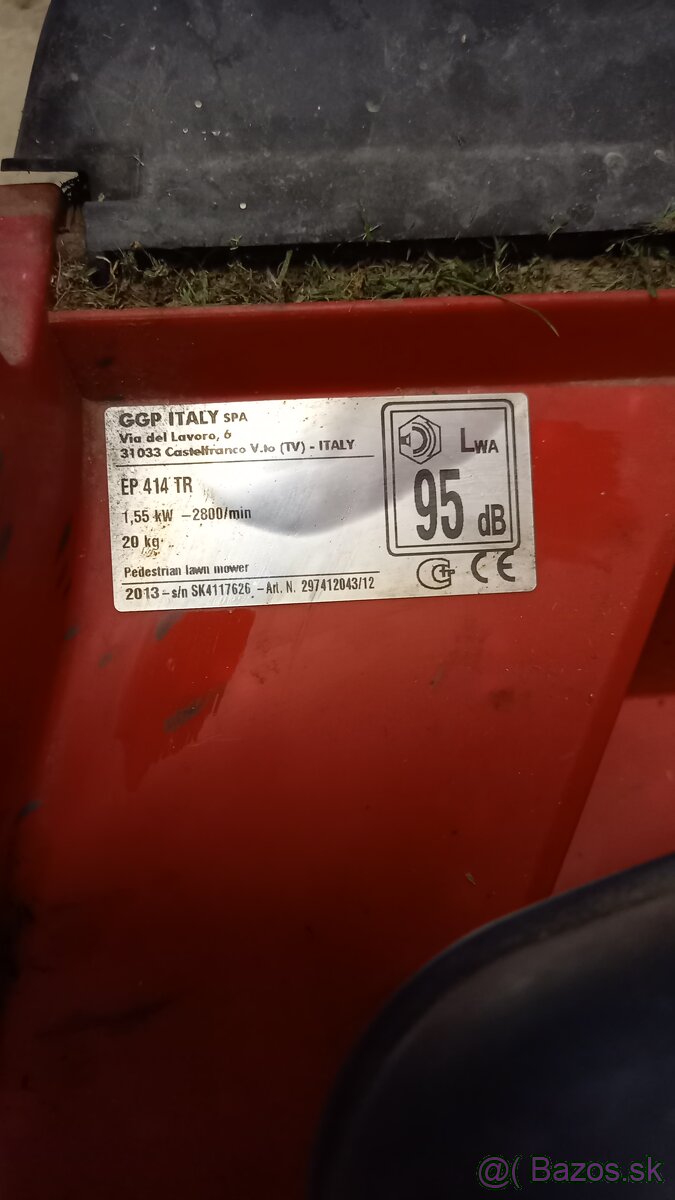 GGP ITALY SPA
Via del Lavoro, 6
31033 Castelfranco V.to (TV) - ITALY
EP 414 TR
1,55 kW -2800/min
20 kg
Pedestrian lawn mower
2013 - s/n SK4117626 - Art. N. 297412043/12
LWA
95 dB
CE
@( Bazos.sk